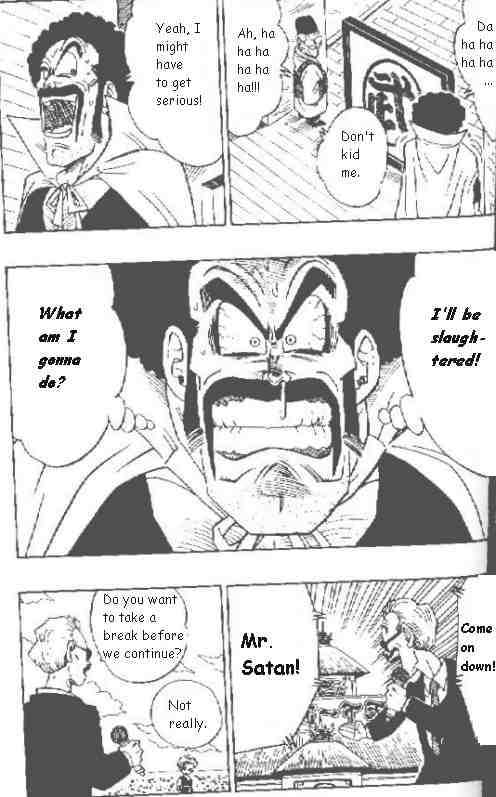 Da
ha ha
ha ha
...
Don't
kid
me.
Ah, ha
ha ha
ha ha
ha ha
ha!!!
Yeah, I
might
have
to get
serious!
I'll be
slaugh-
tered!
What
am I
gonna
do?
Come
on
down!
Mr.
Satan!
Do you want
to take a
break before
we continue?
Not
really.